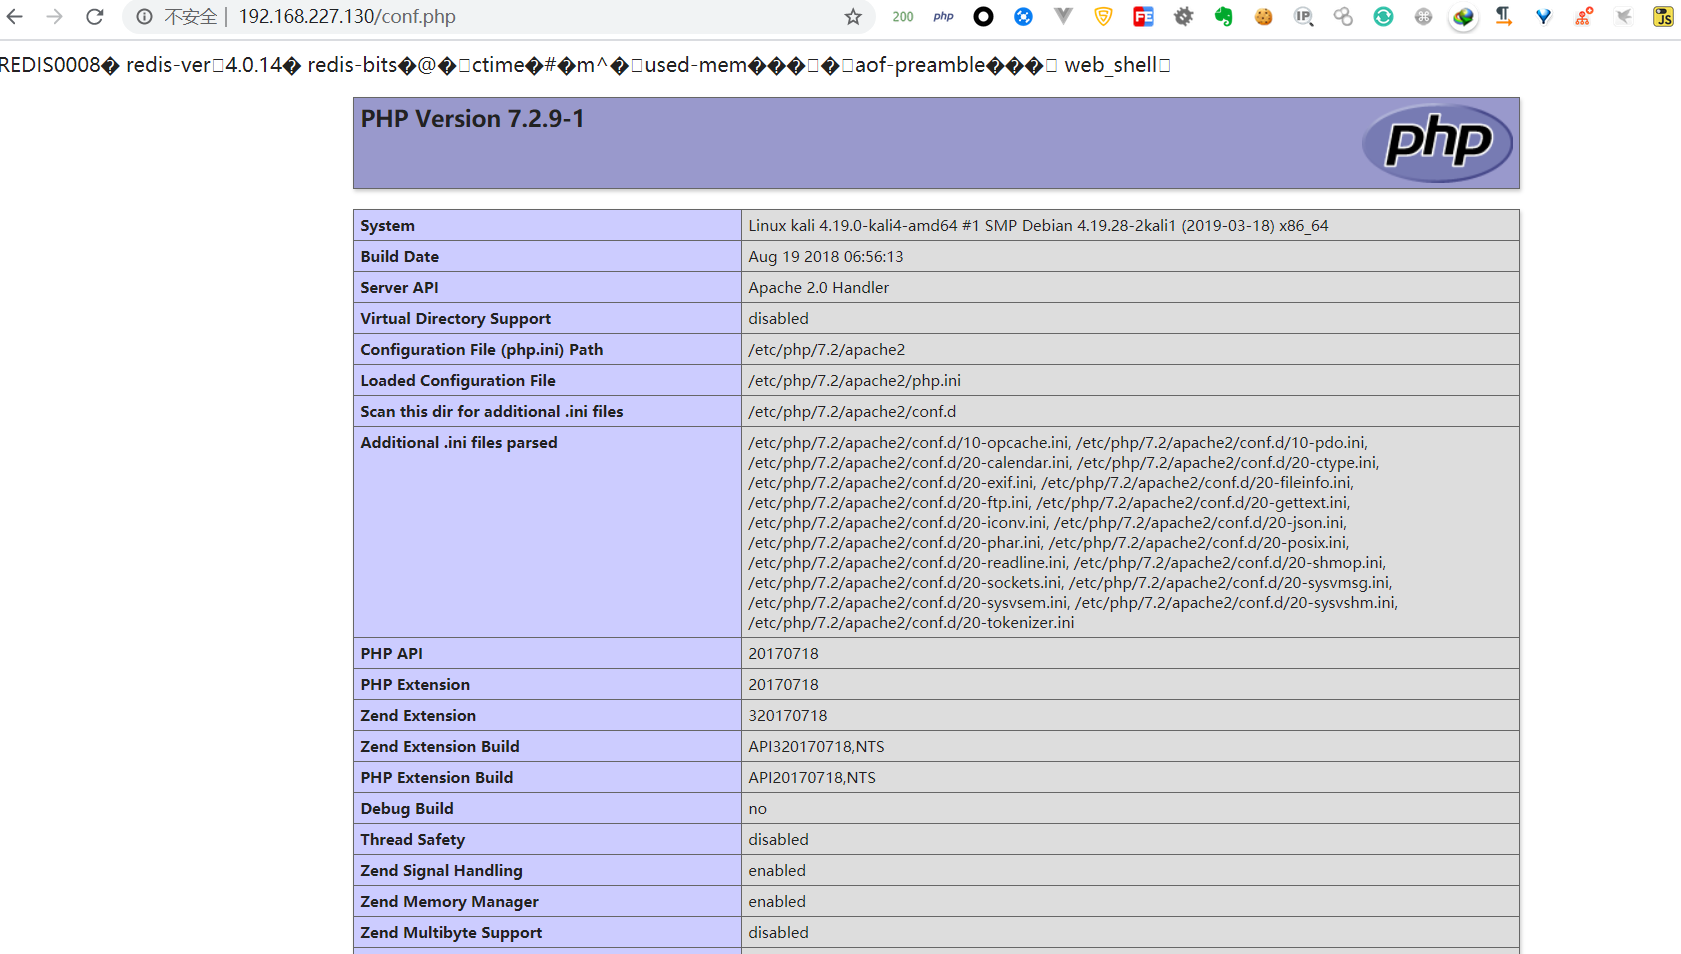 不安全 | 192.168.227.130/conf.php
200 php FE IP JS
REDIS0008� redis-ver□4.0.14� redis-bits�@�□ctime�#�m^�□used-mem���□�□aof-preamble���□ web_shell□
PHP Version 7.2.9-1
php
System Linux kali 4.19.0-kali4-amd64 #1 SMP Debian 4.19.28-2kali1 (2019-03-18) x86_64
Build Date Aug 19 2018 06:56:13
Server API Apache 2.0 Handler
Virtual Directory Support disabled
Configuration File (php.ini) Path /etc/php/7.2/apache2
Loaded Configuration File /etc/php/7.2/apache2/php.ini
Scan this dir for additional .ini files /etc/php/7.2/apache2/conf.d
Additional .ini files parsed /etc/php/7.2/apache2/conf.d/10-opcache.ini, /etc/php/7.2/apache2/conf.d/10-pdo.ini,
/etc/php/7.2/apache2/conf.d/20-calendar.ini, /etc/php/7.2/apache2/conf.d/20-ctype.ini,
/etc/php/7.2/apache2/conf.d/20-exif.ini, /etc/php/7.2/apache2/conf.d/20-fileinfo.ini,
/etc/php/7.2/apache2/conf.d/20-ftp.ini, /etc/php/7.2/apache2/conf.d/20-gettext.ini,
/etc/php/7.2/apache2/conf.d/20-iconv.ini, /etc/php/7.2/apache2/conf.d/20-json.ini,
/etc/php/7.2/apache2/conf.d/20-phar.ini, /etc/php/7.2/apache2/conf.d/20-posix.ini,
/etc/php/7.2/apache2/conf.d/20-readline.ini, /etc/php/7.2/apache2/conf.d/20-shmop.ini,
/etc/php/7.2/apache2/conf.d/20-sockets.ini, /etc/php/7.2/apache2/conf.d/20-sysvmsg.ini,
/etc/php/7.2/apache2/conf.d/20-sysvsem.ini, /etc/php/7.2/apache2/conf.d/20-sysvshm.ini,
/etc/php/7.2/apache2/conf.d/20-tokenizer.ini
PHP API 20170718
PHP Extension 20170718
Zend Extension 320170718
Zend Extension Build API320170718,NTS
PHP Extension Build API20170718,NTS
Debug Build no
Thread Safety disabled
Zend Signal Handling enabled
Zend Memory Manager enabled
Zend Multibyte Support disabled